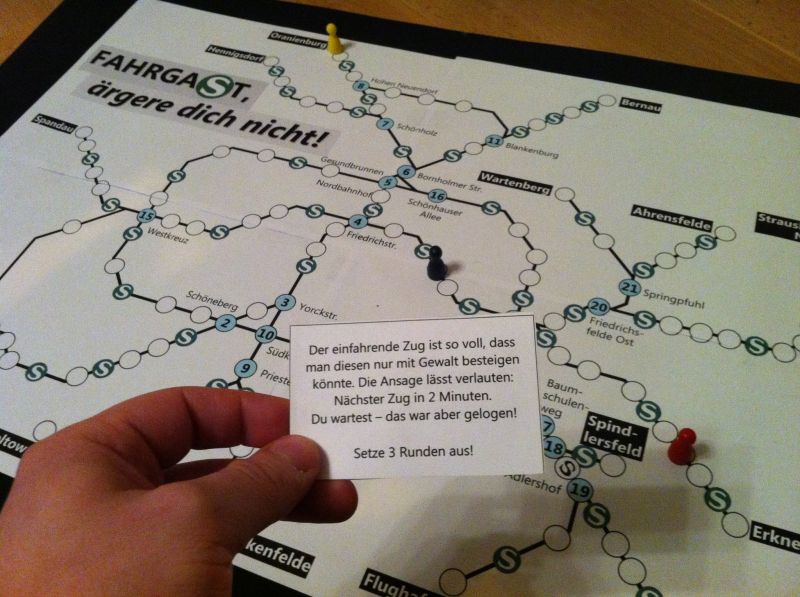 Oranienburg
Hennigsdorf
FAHRGAST,
ärgere dich nicht!
Hohen Neuendorf
8
7
Schönholz
Bernau
11
Blankenburg
Spandau
Gesundbrunnen
6
Bornholmer Str.
5
16
Schönhauser
Allee
Nordbahnhof
Wartenberg
Ahrensfelde
15
Westkreuz
4
Friedrichstr.
21
Springpfuhl
20
Friedrichs-
felde Ost
Schöneberg
3
Yorckstr.
2
10
9
Der einfahrende Zug ist so voll, dass
man diesen nur mit Gewalt besteigen
könnte. Die Ansage lässt verlauten:
Nächster Zug in 2 Minuten.
Du wartest – das war aber gelogen!
Setze 3 Runden aus!
Baum-
schulen-
weg
Spind-
lersfeld
18
Adlershof
19
S